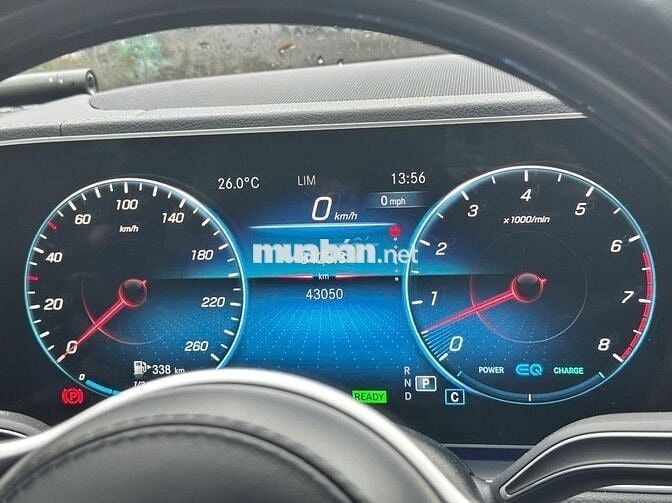 26.0°C LIM 13:56
0 km/h 0 mph
muaban.net
km
43050
0 20 40 60 100 140 180 220 260
km/h
338 km
1/2
0 1 2 3 4 5 6 7 8
x1000/min
POWER EQ CHARGE
READY
R
N P
D C
(P)